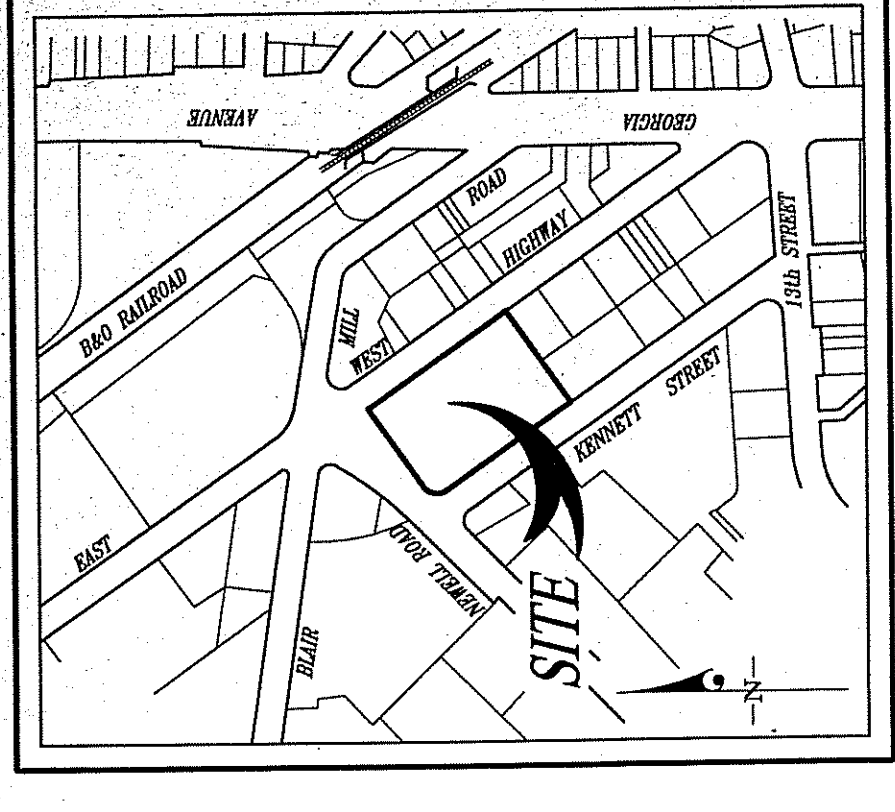 AVENUE
GEORGIA
ROAD
HIGHWAY
13th STREET
B&O RAILROAD
MILL
WEST
KENNETT STREET
EAST
NEWELL ROAD
SITE
BLAIR
N